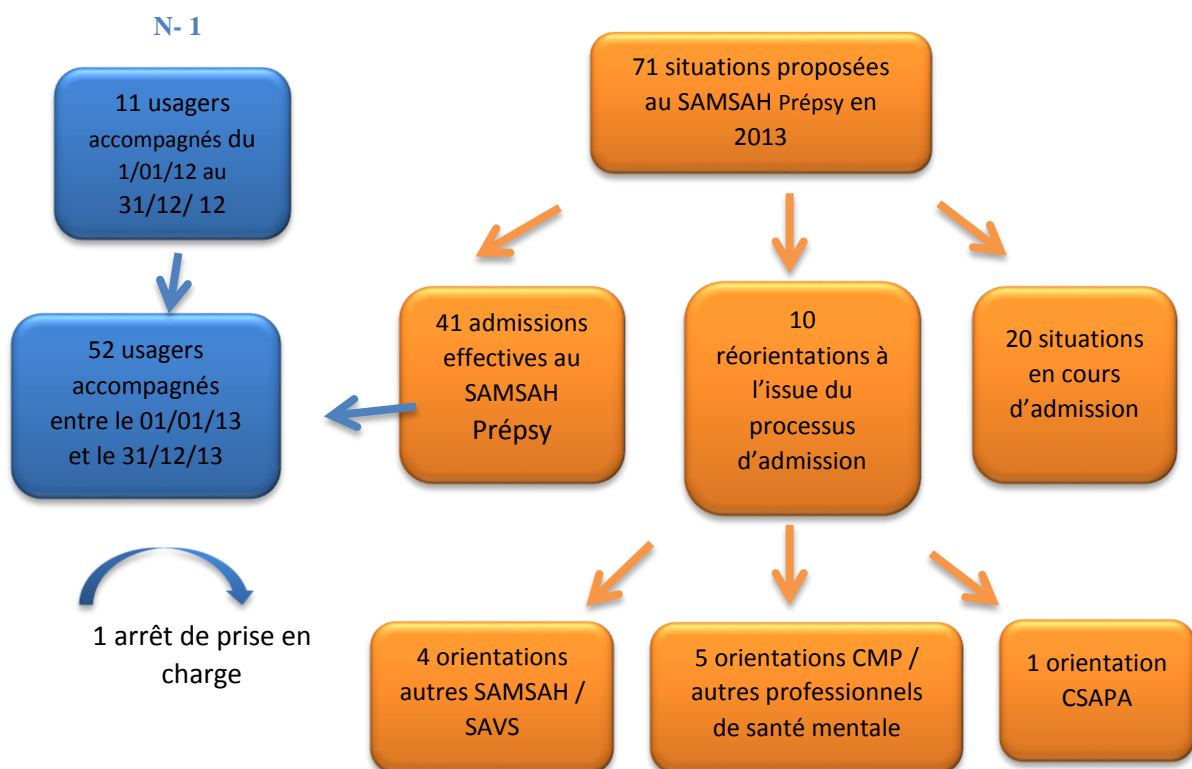 N- 1
11 usagers
accompagnés du
1/01/12 au
31/12/ 12
71 situations proposées
au SAMSAH Prépsy en
2013
52 usagers
accompagnés
entre le 01/01/13
et le 31/12/13
41 admissions
effectives au
SAMSAH
Prépsy
10
réorientations à
l’issue du
processus
d’admission
20 situations
en cours
d’admission
1 arrêt de prise en
charge
4 orientations
autres SAMSAH /
SAVS
5 orientations CMP /
autres professionnels
de santé mentale
1 orientation
CSAPA